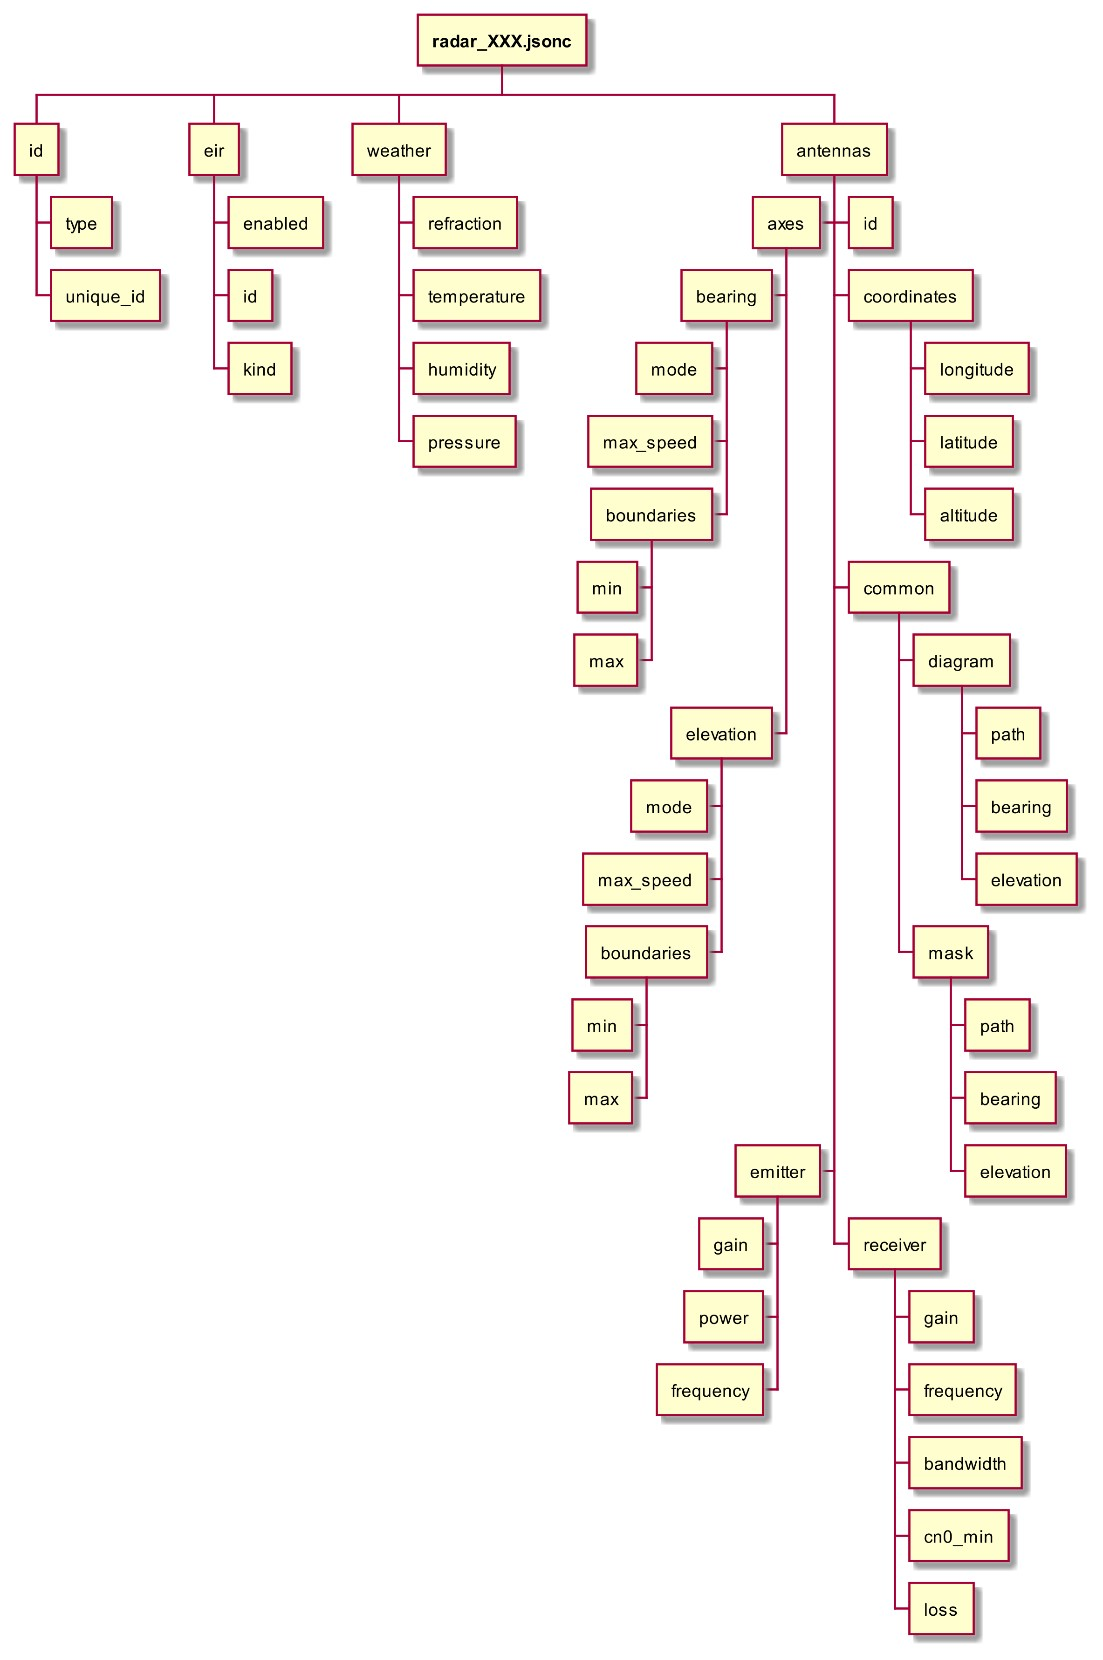 radar_XXX.jsonc
id
type
unique_id
eir
enabled
id
kind
weather
refraction
temperature
humidity
pressure
antennas
axes
bearing
mode
max_speed
boundaries
min
max
elevation
mode
max_speed
boundaries
min
max
emitter
gain
power
frequency
id
coordinates
longitude
latitude
altitude
common
diagram
path
bearing
elevation
mask
path
bearing
elevation
receiver
gain
frequency
bandwidth
cn0_min
loss